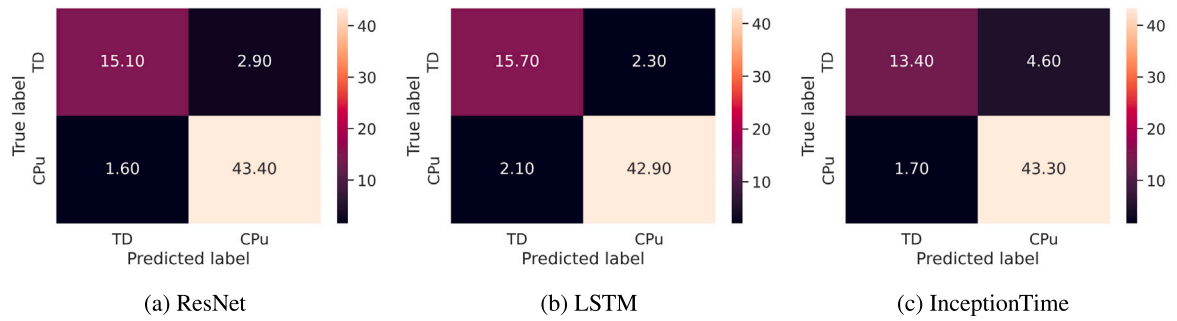 TD 15.10 2.90
CPu 1.60 43.40
True label
TD CPu
Predicted label
40
30
20
10
(a) ResNet
TD 15.70 2.30
CPu 2.10 42.90
True label
TD CPu
Predicted label
40
30
20
10
(b) LSTM
TD 13.40 4.60
CPu 1.70 43.30
True label
TD CPu
Predicted label
40
30
20
10
(c) InceptionTime